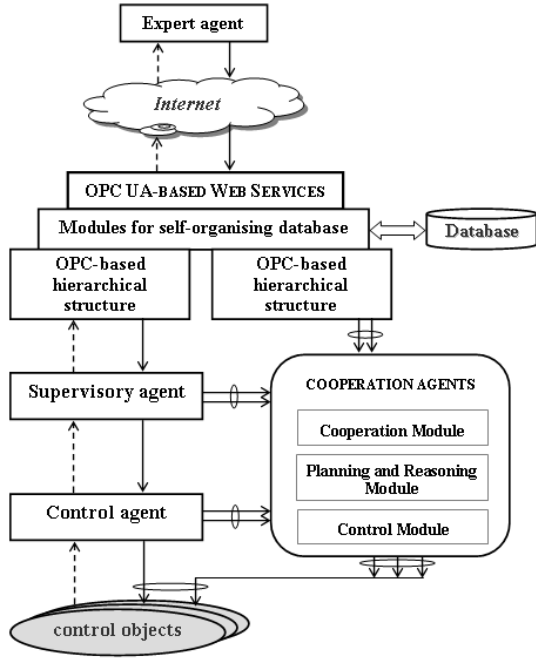 Expert agent
Internet
OPC UA-BASED WEB SERVICES
Modules for self-organising database
Database
OPC-based
hierarchical
structure
OPC-based
hierarchical
structure
Supervisory agent
COOPERATION AGENTS
Cooperation Module
Planning and Reasoning
Module
Control Module
Control agent
control objects